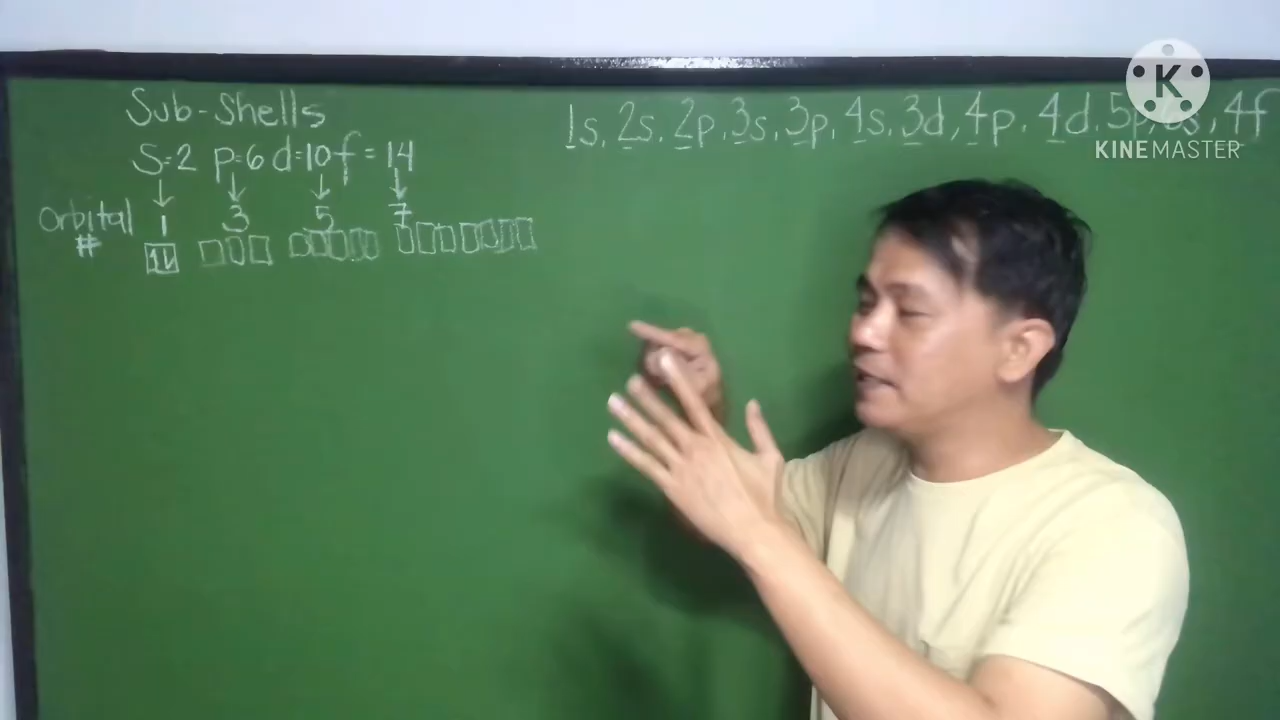 Sub-Shells
s=2 p=6 d=10 f=14
Orbital 1 3 5 7
#
1s, 2s, 2p, 3s, 3p, 4s, 3d, 4p, 4d, 5p, 6s, 4f
K
KINEMASTER